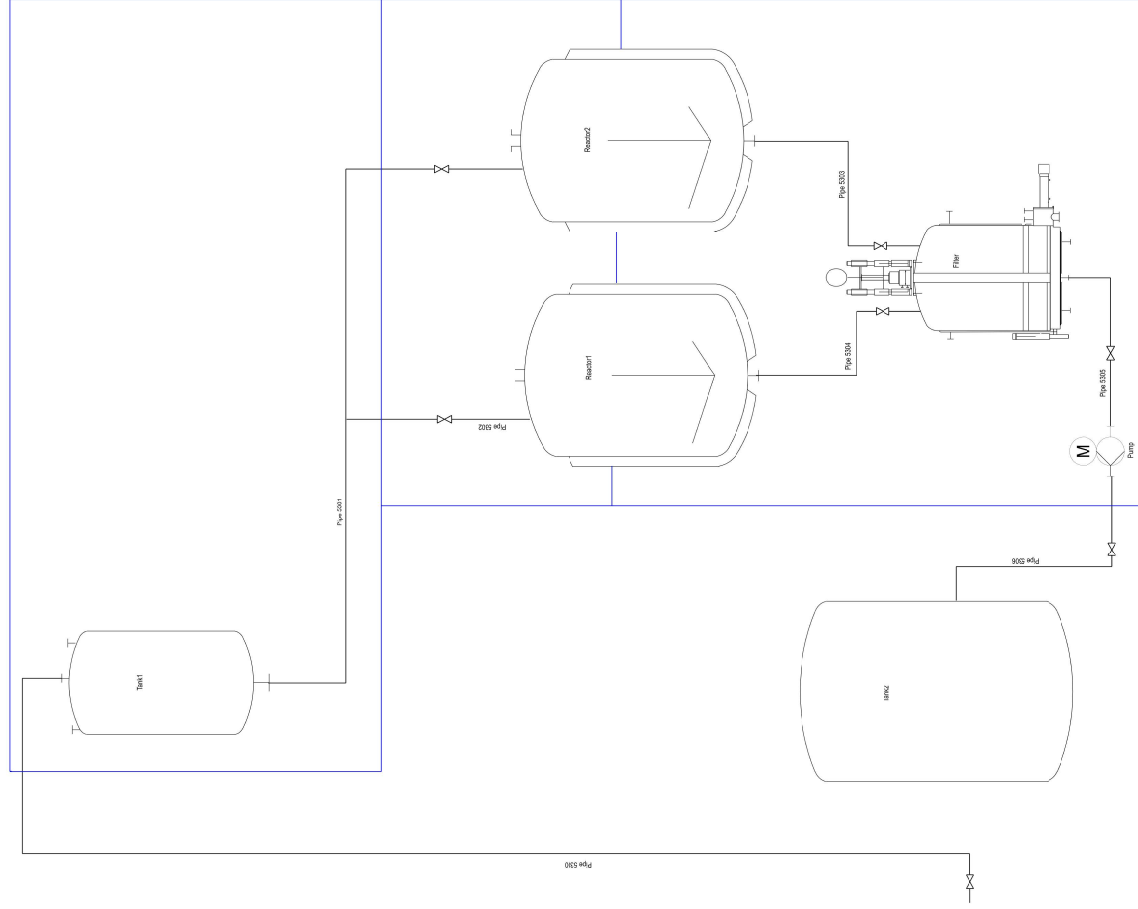 Reactor2
Pipe 5303
Filter
Reactor1
Pipe 5304
Pipe 5305
Pipe 5302
M
Pump
Pipe
Pipe 5306
Tank1
Tank2
Pipe 5310